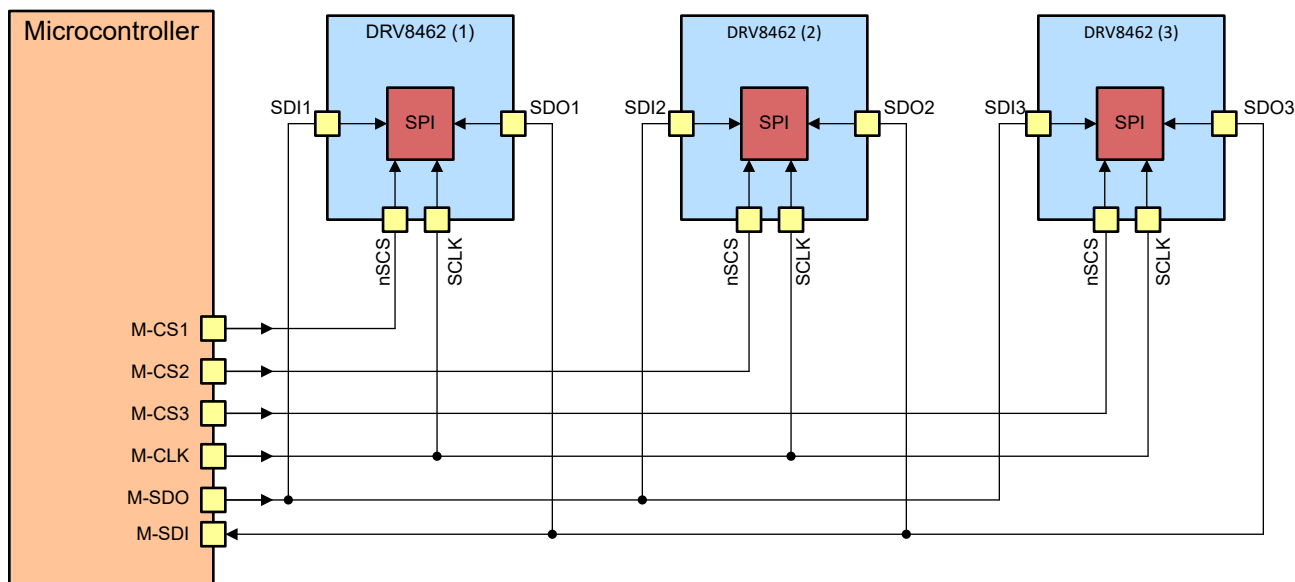 Microcontroller
DRV8462 (1)
DRV8462 (2)
DRV8462 (3)
SDI1
SPI
SDO1
SDI2
SPI
SDO2
SDI3
SPI
SDO3
nSCS
SCLK
nSCS
SCLK
nSCS
SCLK
M-CS1
M-CS2
M-CS3
M-CLK
M-SDO
M-SDI